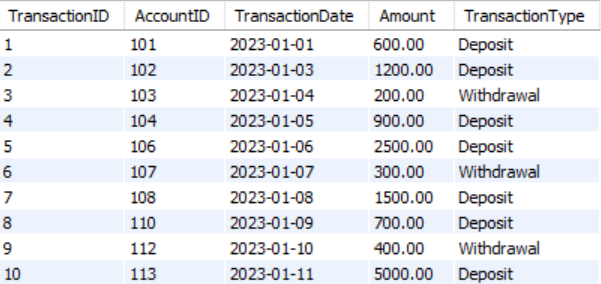 TransactionID AccountID TransactionDate Amount TransactionType
1 101 2023-01-01 600.00 Deposit
2 102 2023-01-03 1200.00 Deposit
3 103 2023-01-04 200.00 Withdrawal
4 104 2023-01-05 900.00 Deposit
5 106 2023-01-06 2500.00 Deposit
6 107 2023-01-07 300.00 Withdrawal
7 108 2023-01-08 1500.00 Deposit
8 110 2023-01-09 700.00 Deposit
9 112 2023-01-10 400.00 Withdrawal
10 113 2023-01-11 5000.00 Deposit